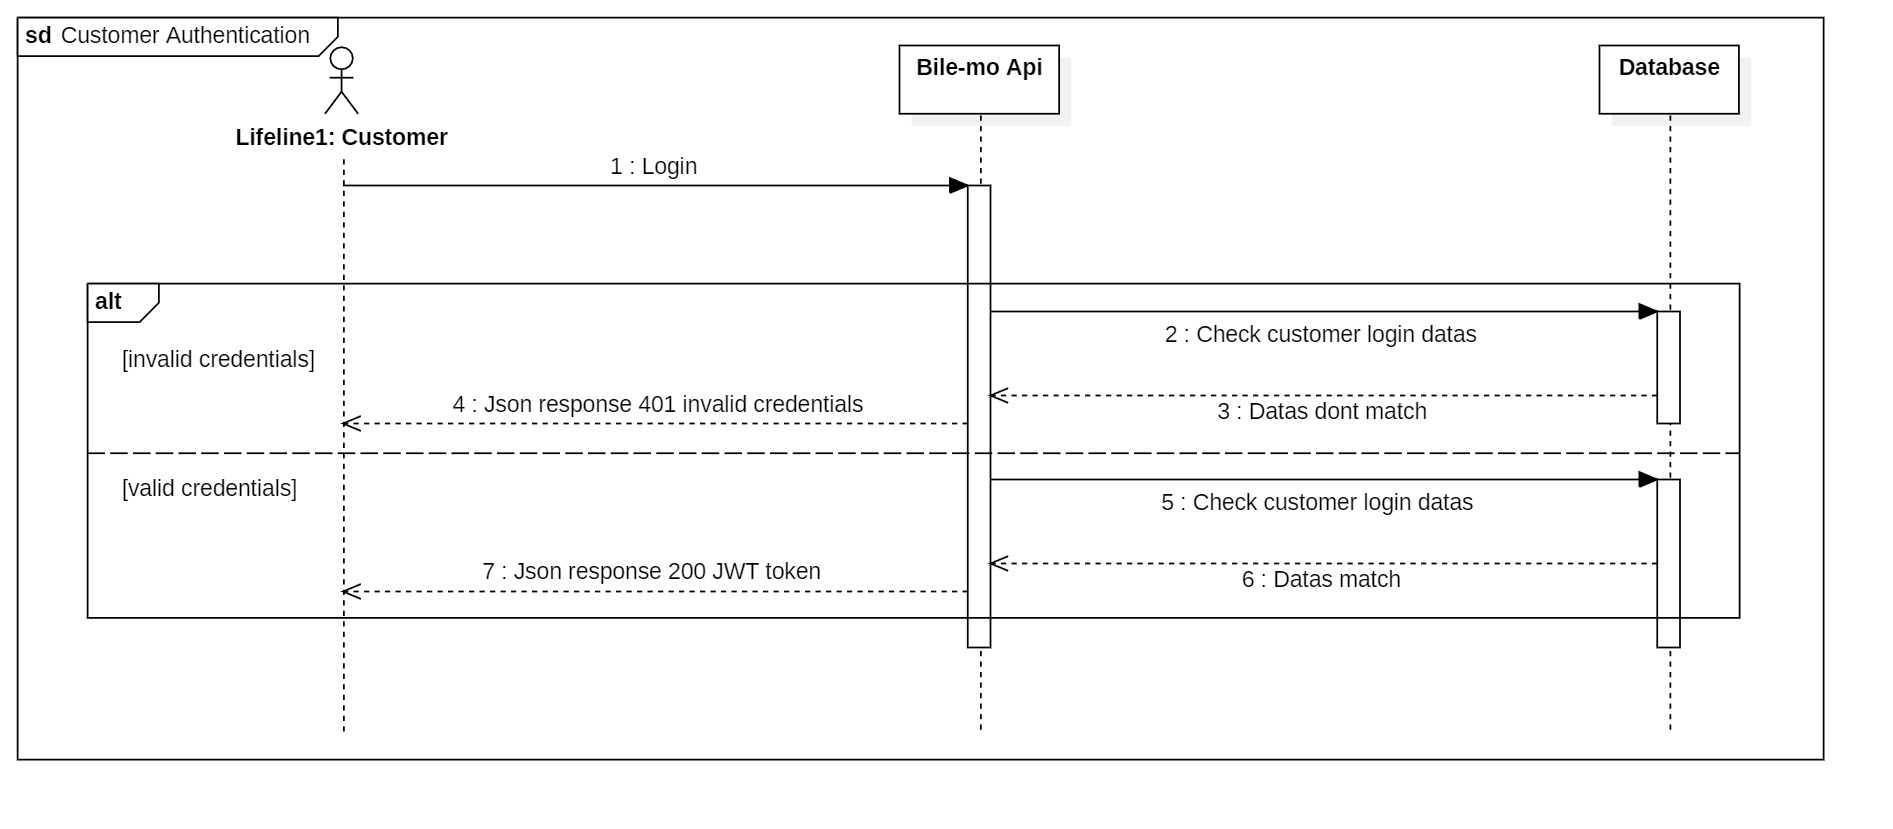 sd Customer Authentication
Bile-mo Api
Database
Lifeline1: Customer
1 : Login
alt
2 : Check customer login datas
[invalid credentials]
4 : Json response 401 invalid credentials
3 : Datas dont match
[valid credentials]
5 : Check customer login datas
7 : Json response 200 JWT token
6 : Datas match